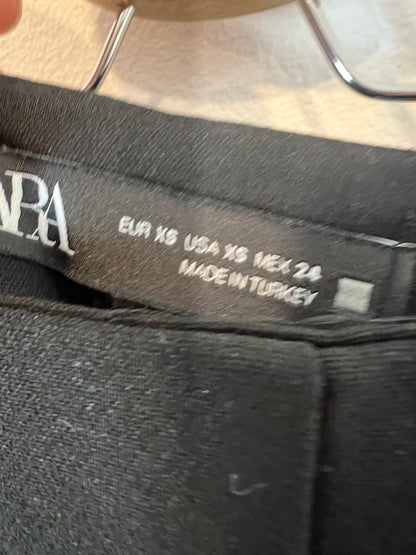 ARA
EUR XS USA XS MEX 24
MADE IN TURKEY